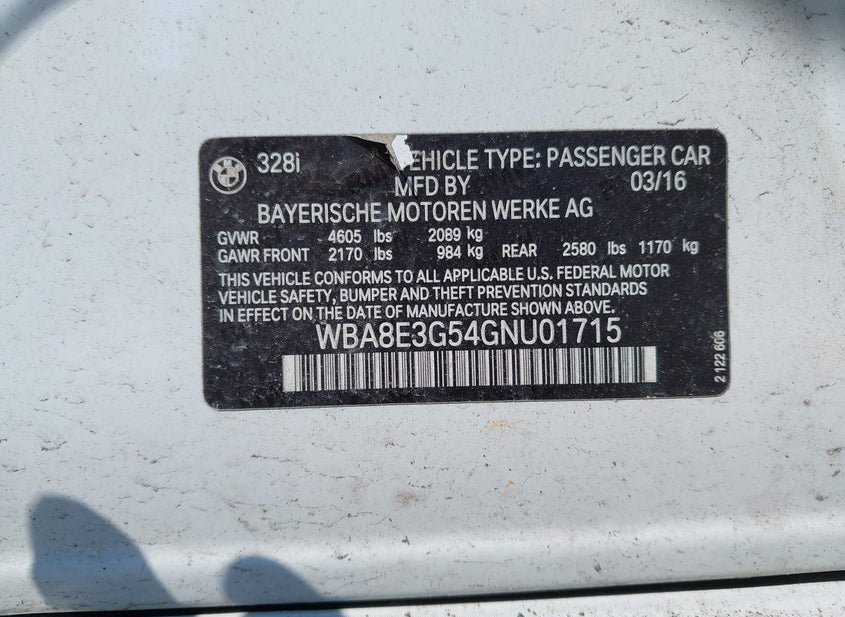 BMW
328i EHICLE TYPE: PASSENGER CAR
MFD BY 03/16
BAYERISCHE MOTOREN WERKE AG
GVWR 4605 lbs 2089 kg
GAWR FRONT 2170 lbs 984 kg REAR 2580 lbs 1170 kg
THIS VEHICLE CONFORMS TO ALL APPLICABLE U.S. FEDERAL MOTOR
VEHICLE SAFETY, BUMPER AND THEFT PREVENTION STANDARDS
IN EFFECT ON THE DATE OF MANUFACTURE SHOWN ABOVE.
WBA8E3G54GNU01715
2 122 606